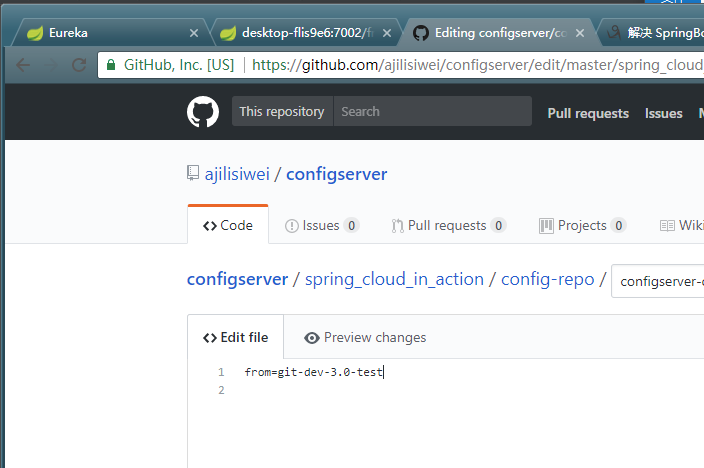 Eureka
desktop-flis9e6:7002/f
Editing configserver/co
解决 SpringBo
GitHub, Inc. [US]
https://github.com/ajilisiwei/configserver/edit/master/spring_cloud
This repository
Search
Pull requests
Issues
ajilisiwei / configserver
Code
Issues 0
Pull requests 0
Projects 0
Wiki
configserver / spring_cloud_in_action / config-repo /
configserver-
Edit file
Preview changes
1 from=git-dev-3.0-test
2